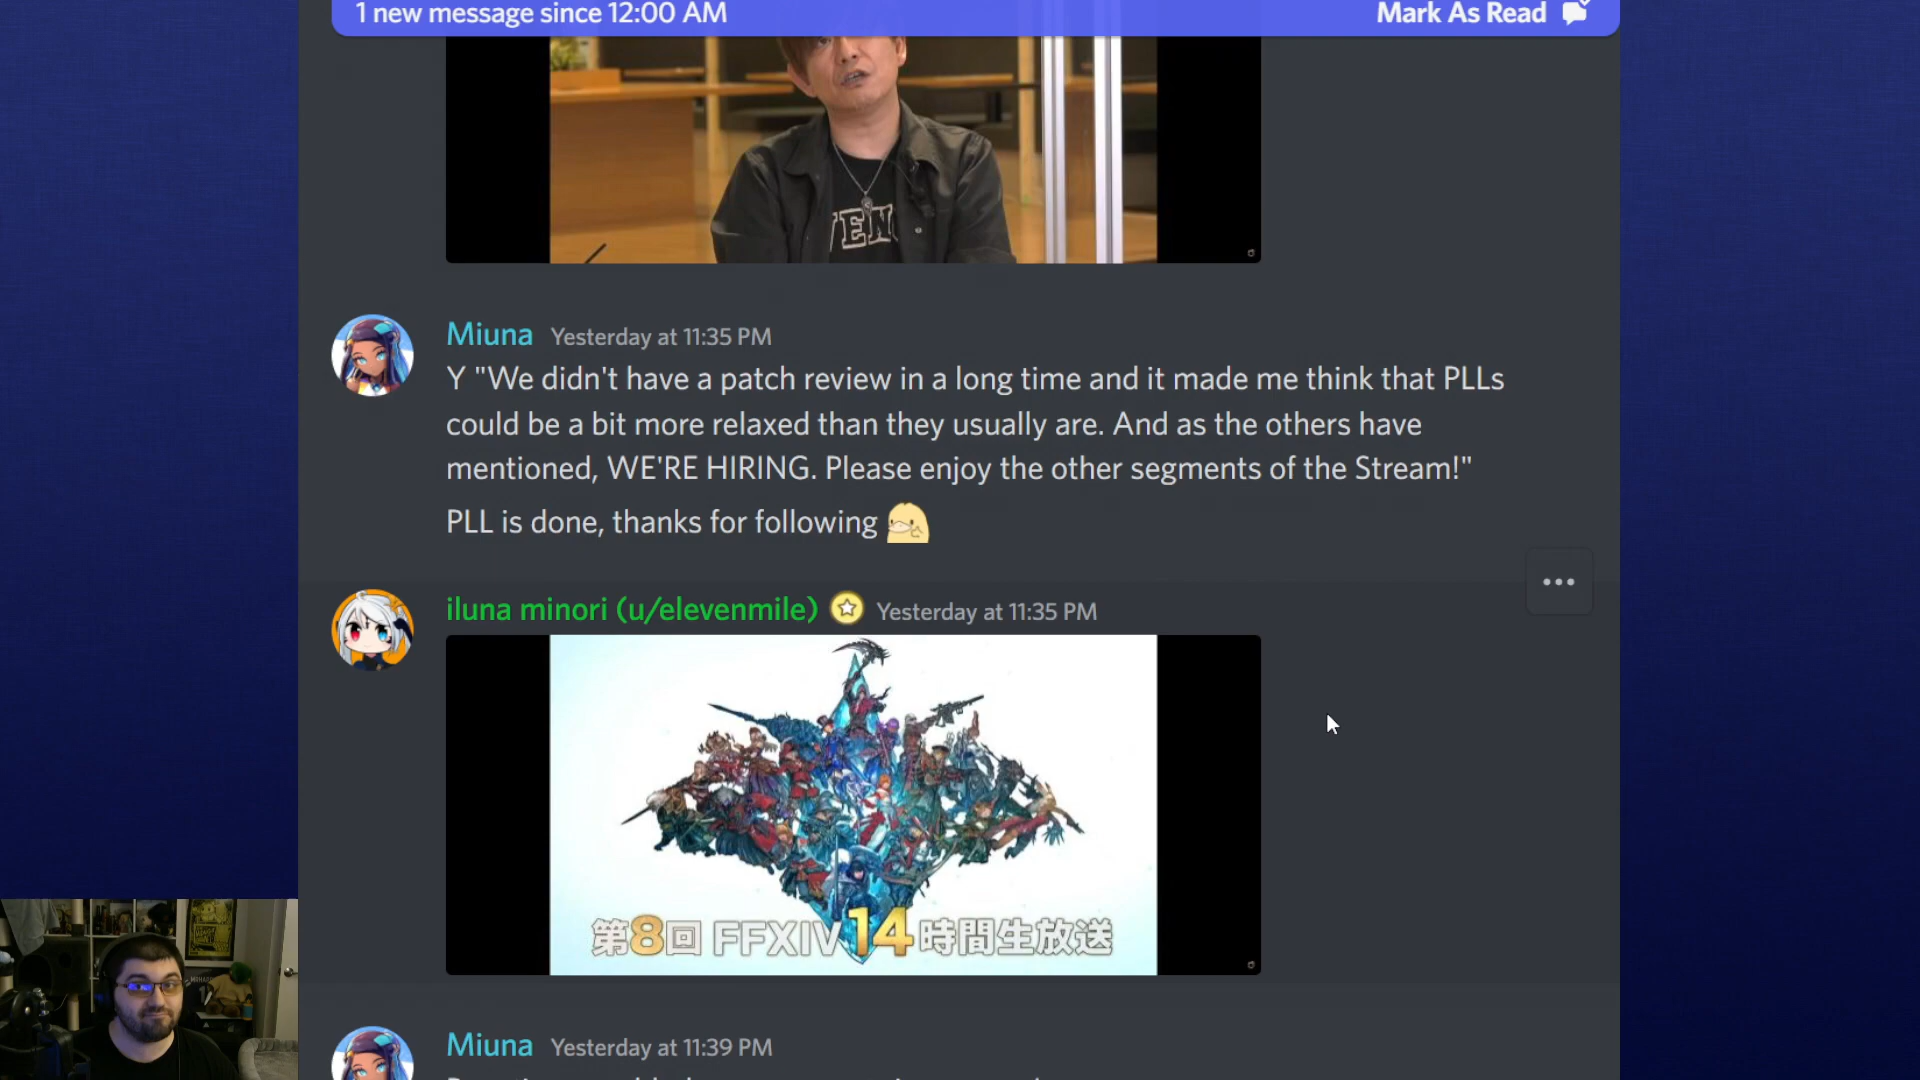 1 new message since 12:00 AM
Mark As Read
VEN
Miuna Yesterday at 11:35 PM
Y "We didn't have a patch review in a long time and it made me think that PLLs
could be a bit more relaxed than they usually are. And as the others have
mentioned, WE'RE HIRING. Please enjoy the other segments of the Stream!"
PLL is done, thanks for following
iluna minori (u/elevenmile) Yesterday at 11:35 PM
第8回 FFXIV 14時間生放送
Miuna Yesterday at 11:39 PM